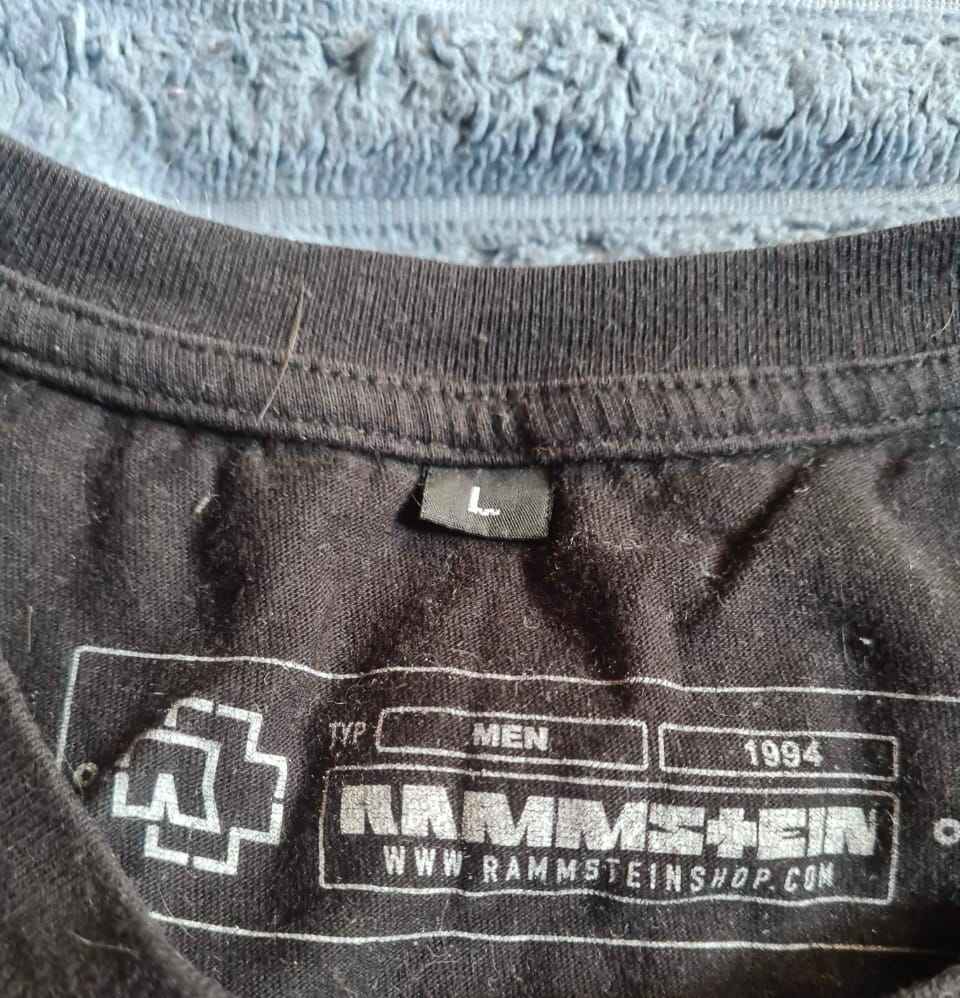 L
TYP MEN 1994
RAMMSTEIN
WWW.RAMMSTEINSHOP.COM